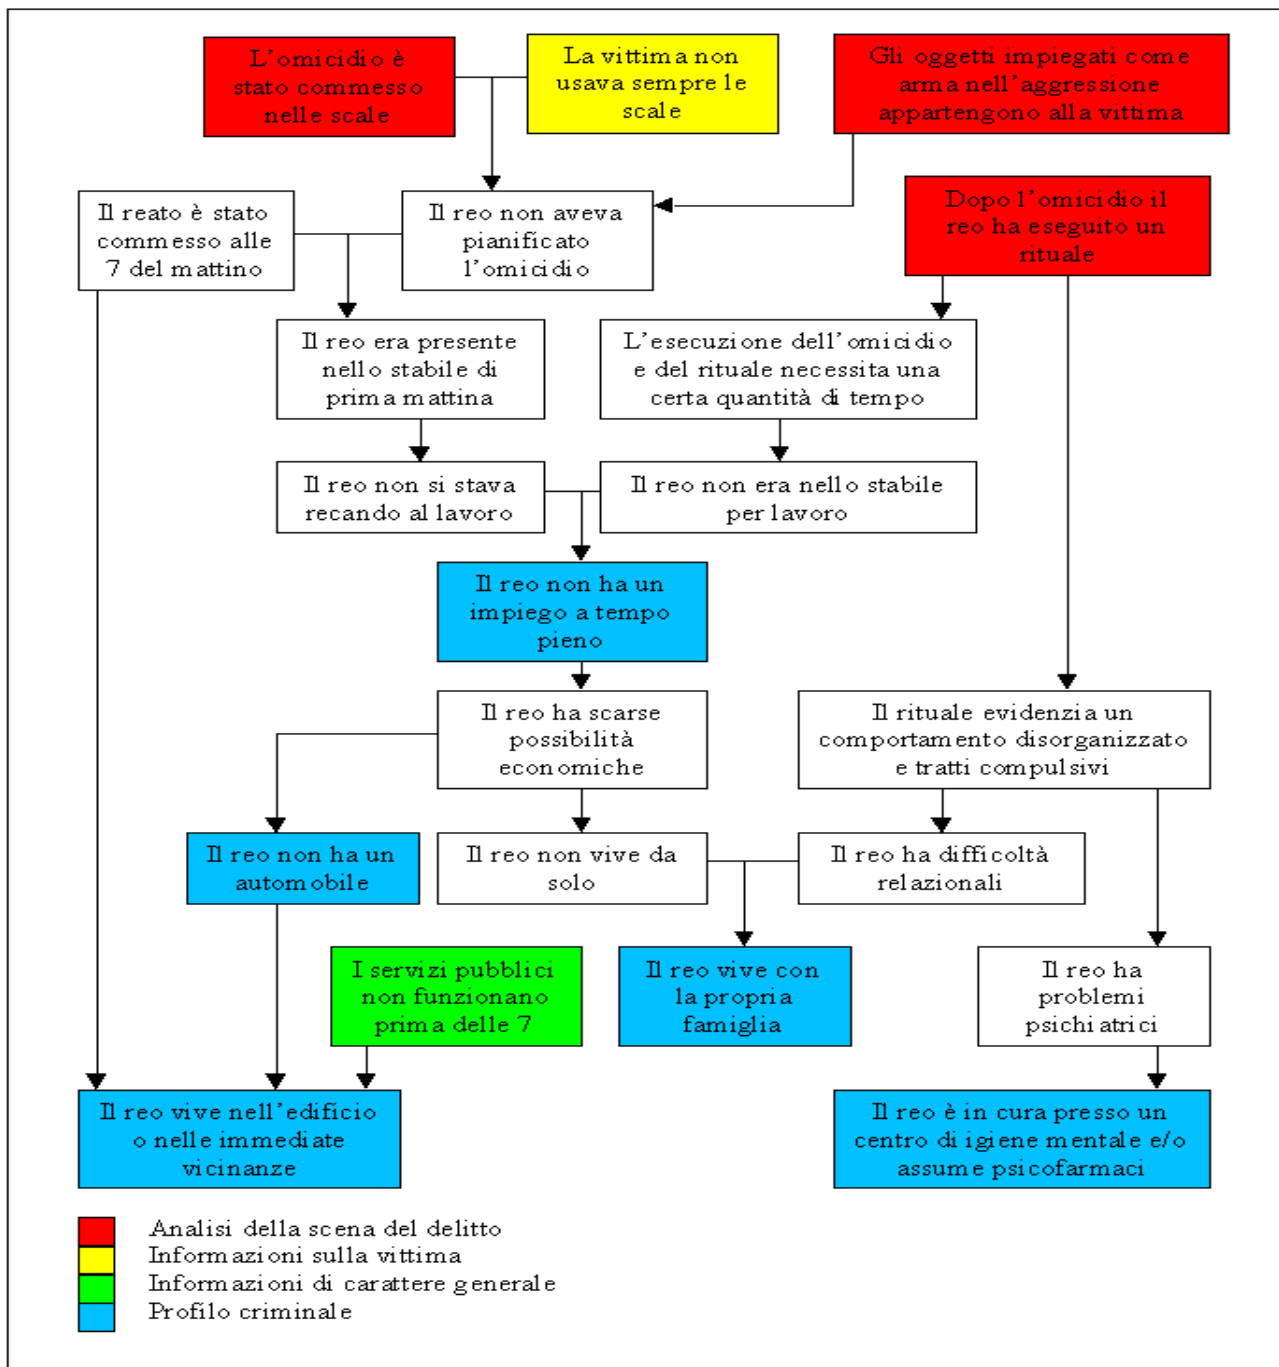 L'omicidio è
stato commesso
nelle scale
La vittima non
usava sempre le
scale
Gli oggetti impiegati come
arma nell'aggressione
appartengono alla vittima
Il reato è stato
commesso alle
7 del mattino
Il reo non aveva
pianificato
l'omicidio
Dopo l'omicidio il
reo ha eseguito un
rituale
Il reo era presente
nello stabile di
prima mattina
L'esecuzione dell'omicidio
e del rituale necessita una
certa quantità di tempo
Il reo non si stava
recando al lavoro
Il reo non era nello stabile
per lavoro
Il reo non ha un
impiego a tempo
pieno
Il reo ha scarse
possibilità
economiche
Il rituale evidenzia un
comportamento disorganizzato
e tratti compulsivi
Il reo non ha un
automobile
Il reo non vive da
solo
Il reo ha difficoltà
relazionali
I servizi pubblici
non funzionano
prima delle 7
Il reo vive con
la propria
famiglia
Il reo ha
problemi
psichiatrici
Il reo vive nell'edificio
o nelle immediate
vicinanze
Il reo è in cura presso un
centro di igiene mentale e/o
assume psicofarmaci
Analisi della scena del delitto
Informazioni sulla vittima
Informazioni di carattere generale
Profilo criminale